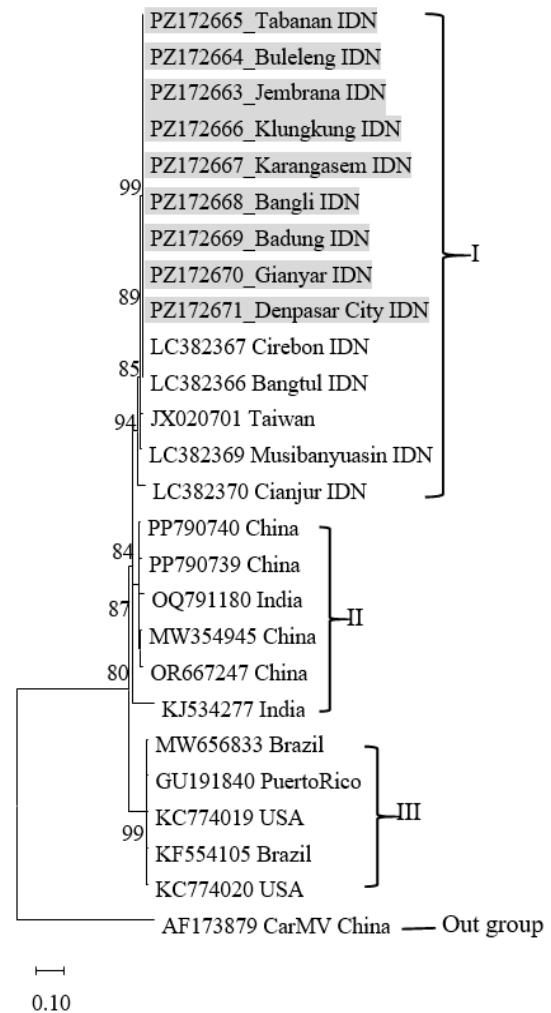 PZ172665_Tabanan IDN
PZ172664_Buleleng IDN
PZ172663_Jembrana IDN
PZ172666_Klungkung IDN
PZ172667_Karangasem IDN
99
PZ172668_Bangli IDN
PZ172669_Badung IDN
I
PZ172670_Gianyar IDN
89
PZ172671_Denpasar City IDN
LC382367 Cirebon IDN
85
LC382366 Bangtul IDN
94
JX020701 Taiwan
LC382369 Musibanyuasin IDN
LC382370 Cianjur IDN
PP790740 China
84
PP790739 China
87
OQ791180 India
II
MW354945 China
80
OR667247 China
KJ534277 India
MW656833 Brazil
GU191840 PuertoRico
KC774019 USA
III
99
KF554105 Brazil
KC774020 USA
AF173879 CarMV China
Out group
0.10